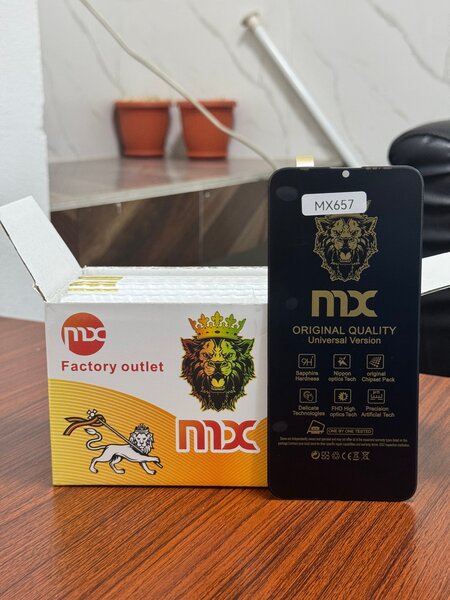 mx
Factory outlet
mx
MX657
mx
ORIGINAL QUALITY
Universal Version
9H
Sapphire
Hardness
Nippon
optics Tech
original
Chipset Pack
Delicate
Technologies
FHD High
optics Tech
Precision
Artificial Tech
ONE BY ONE TESTED